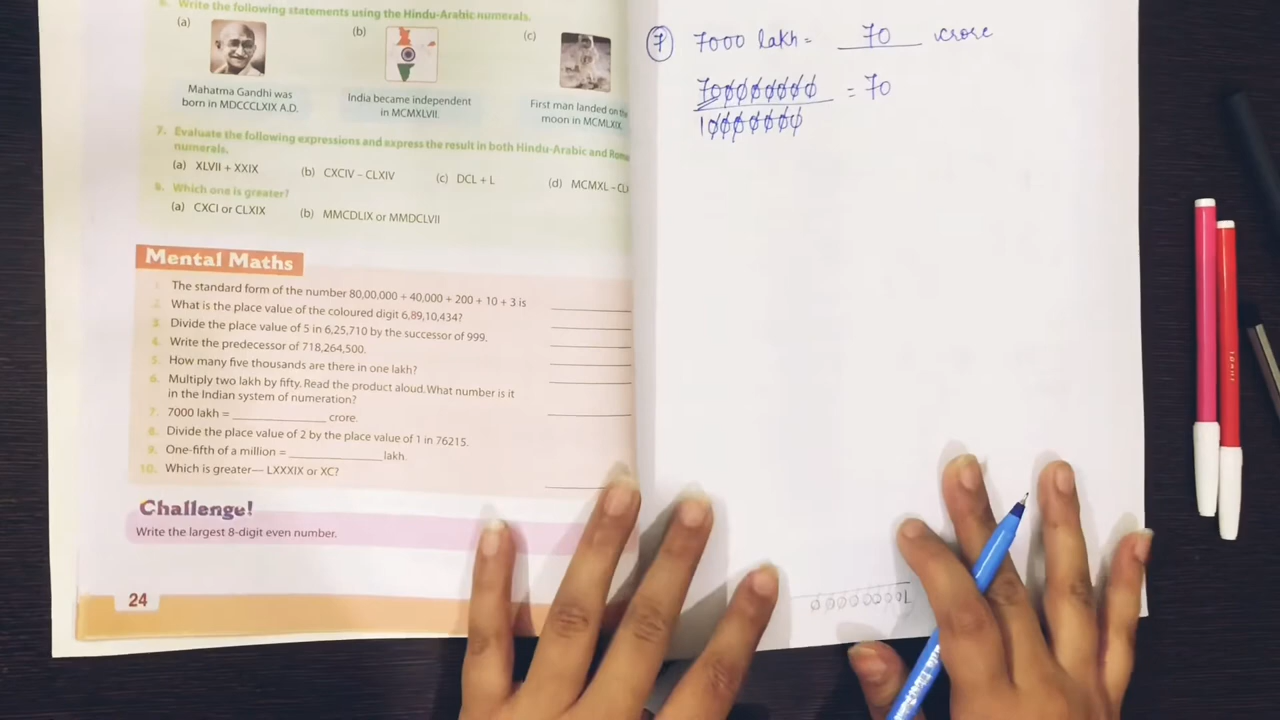 6. Write the following statements using the Hindu-Arabic numerals.
(a) (b) (c)
Mahatma Gandhi was
born in MDCCCLXIX A.D.
India became independent
in MCMXLVII.
First man landed on the
moon in MCMLXIX.
7. Evaluate the following expressions and express the result in both Hindu-Arabic and Roma
numerals.
(a) XLVII + XXIX (b) CXCIV – CLXIV (c) DCL + L (d) MCMXL – CL
8. Which one is greater?
(a) CXCI or CLXIX (b) MMCDLIX or MMDCLVII
Mental Maths
1. The standard form of the number 80,00,000 + 40,000 + 200 + 10 + 3 is
2. What is the place value of the coloured digit 6,89,10,434?
3. Divide the place value of 5 in 6,25,710 by the successor of 999.
4. Write the predecessor of 718,264,500.
5. How many five thousands are there in one lakh?
6. Multiply two lakh by fifty. Read the product aloud. What number is it
in the Indian system of numeration?
7. 7000 lakh = ______ crore.
8. Divide the place value of 2 by the place value of 1 in 76215.
9. One-fifth of a million = ______ lakh.
10. Which is greater— LXXXIX or XC?
Challenge!
Write the largest 8-digit even number.
24
7 7000 lakh = 70 crore
700000000 = 70
10000000